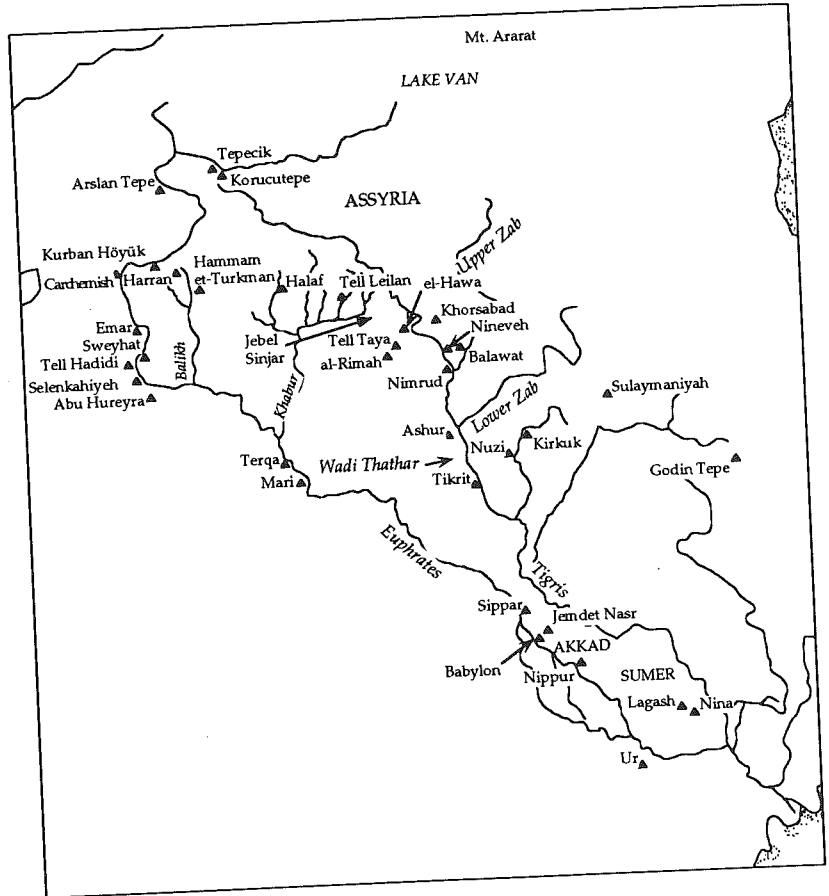 Mt. Ararat
LAKE VAN
Tepecik
Arslan Tepe
Korucutepe
ASSYRIA
Upper Zab
Kurban Höyük
Hammam
et-Turkman
Carchemish
Harran
Halaf
Tell Leilan
el-Hawa
Khorsabad
Nineveh
Emar
Sweyhat
Jebel
Sinjar
Tell Taya
al-Rimah
Balawat
Tell Hadidi
Balikh
Selenkahiyeh
Abu Hureyra
Khabur
Nimrud
Lower Zab
Sulaymaniyah
Ashur
Nuzi
Kirkuk
Terqa
Wadi Thathar
Godin Tepe
Mari
Tikrit
Euphrates
Tigris
Sippar
Jemdet Nasr
AKKAD
Babylon
Nippur
SUMER
Lagash
Nina
Ur